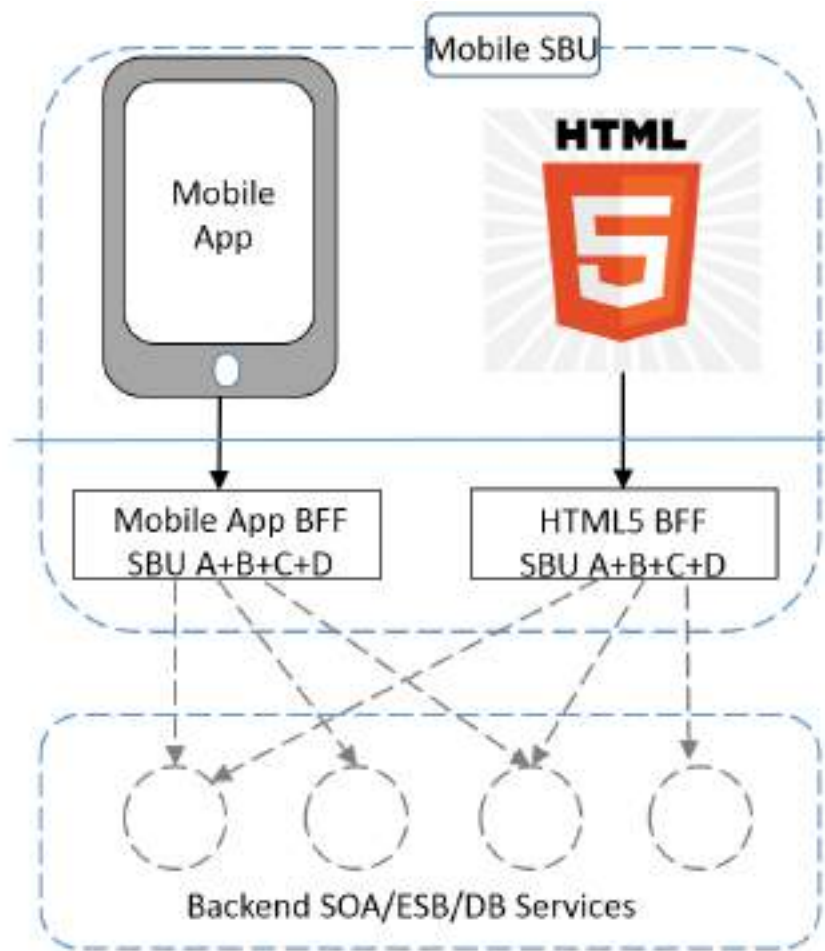 Mobile SBU
Mobile
App
HTML
5
Mobile App BFF
SBU A+B+C+D
HTML5 BFF
SBU A+B+C+D
Backend SOA/ESB/DB Services